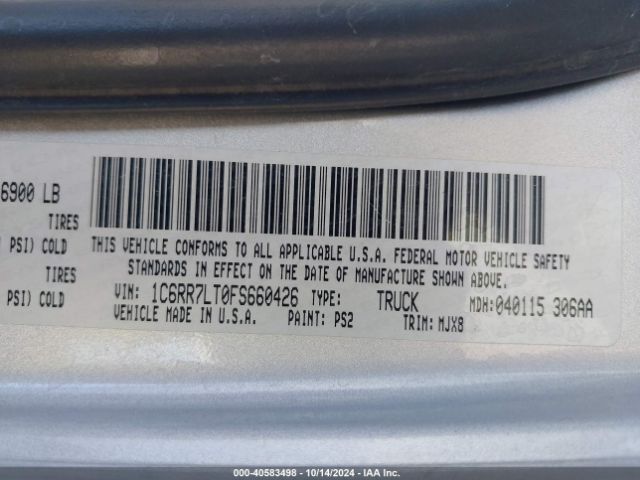 6900 LB
TIRES
PSI) COLD
TIRES
PSI) COLD
THIS VEHICLE CONFORMS TO ALL APPLICABLE U.S.A. FEDERAL MOTOR VEHICLE SAFETY
STANDARDS IN EFFECT ON THE DATE OF MANUFACTURE SHOWN ABOVE.
VIN: 1C6RR7LT0FS660426 TYPE: TRUCK MDH:040115 306AA
VEHICLE MADE IN U.S.A. PAINT: PS2 TRIM: MJX8
000-40583498 - 10/14/2024 - IAA Inc.